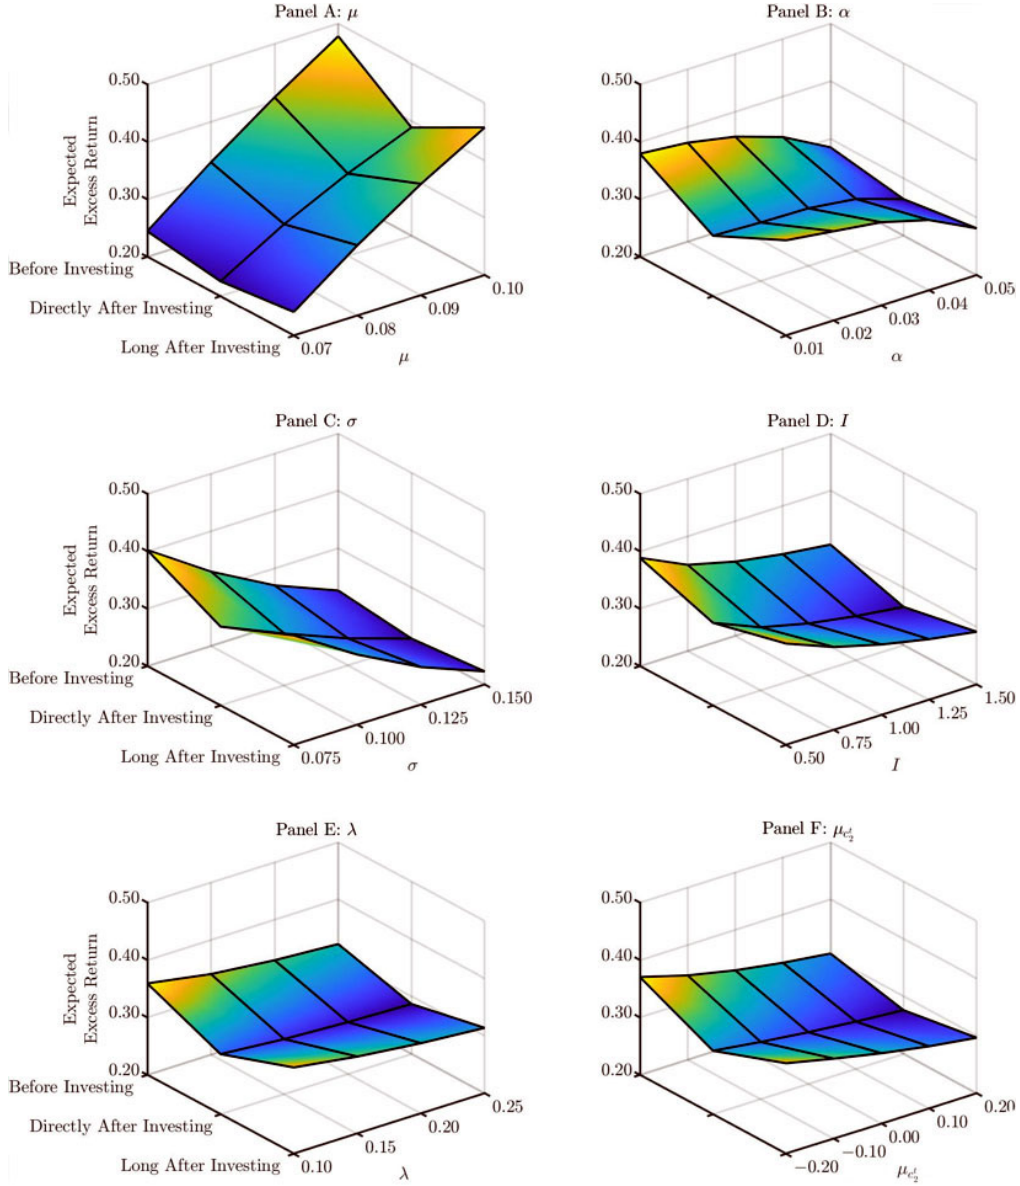 Panel A: μ
0.50
0.40
0.30
0.20
Expected
Excess Return
Before Investing
Directly After Investing
Long After Investing
0.07
0.08
0.09
0.10
μ
Panel B: α
0.50
0.40
0.30
0.20
0.01
0.02
0.03
0.04
0.05
α
Panel C: σ
0.50
0.40
0.30
0.20
Expected
Excess Return
Before Investing
Directly After Investing
Long After Investing
0.075
0.100
0.125
0.150
σ
Panel D: I
0.50
0.40
0.30
0.20
0.50
0.75
1.00
1.25
1.50
I
Panel E: λ
0.50
0.40
0.30
0.20
Expected
Excess Return
Before Investing
Directly After Investing
Long After Investing
0.10
0.15
0.20
0.25
λ
Panel F: μ_{c_2^t}
0.50
0.40
0.30
0.20
−0.20
−0.10
0.00
0.10
0.20
μ_{c_2^t}